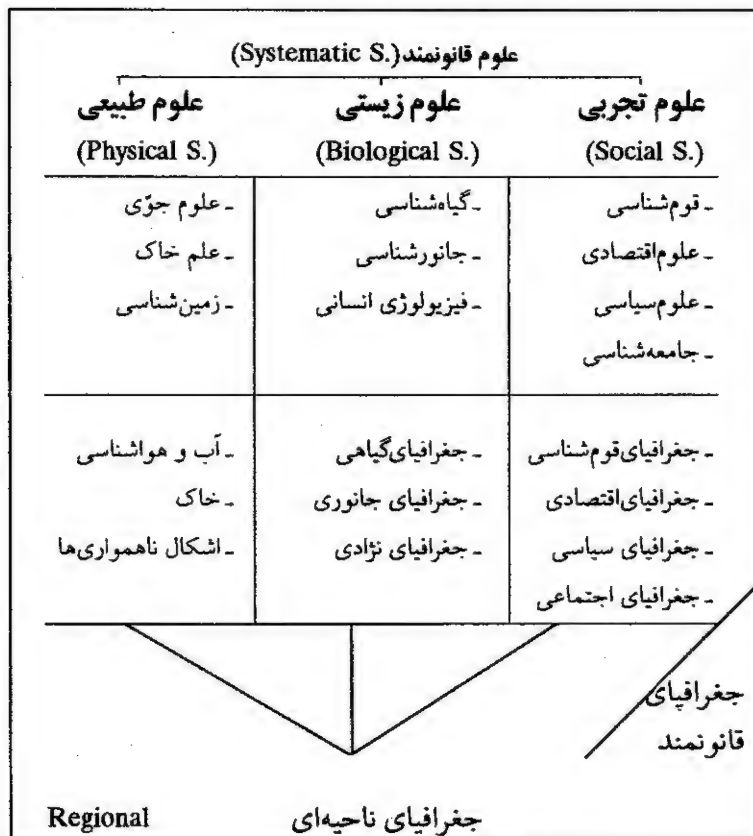 علوم قانونمند (Systematic S.)
علوم تجربی علوم زیستی علوم طبیعی
(Social S.) (Biological S.) (Physical S.)
ـ قوم‌شناسی ـ گیاه‌شناسی ـ علوم جوّی
ـ علوم‌اقتصادی ـ جانورشناسی ـ علم خاک
ـ علوم‌سیاسی ـ فیزیولوژی انسانی ـ زمین‌شناسی
ـ جامعه‌شناسی
ـ جغرافیای‌قوم‌شناسی ـ جغرافیای‌گیاهی ـ آب و هواشناسی
ـ جغرافیای‌اقتصادی ـ جغرافیای جانوری ـ خاک
ـ جغرافیای سیاسی ـ جغرافیای نژادی ـ اشکال ناهمواری‌ها
ـ جغرافیای اجتماعی
جغرافیای
قانونمند
جغرافیای ناحیه‌ای Regional